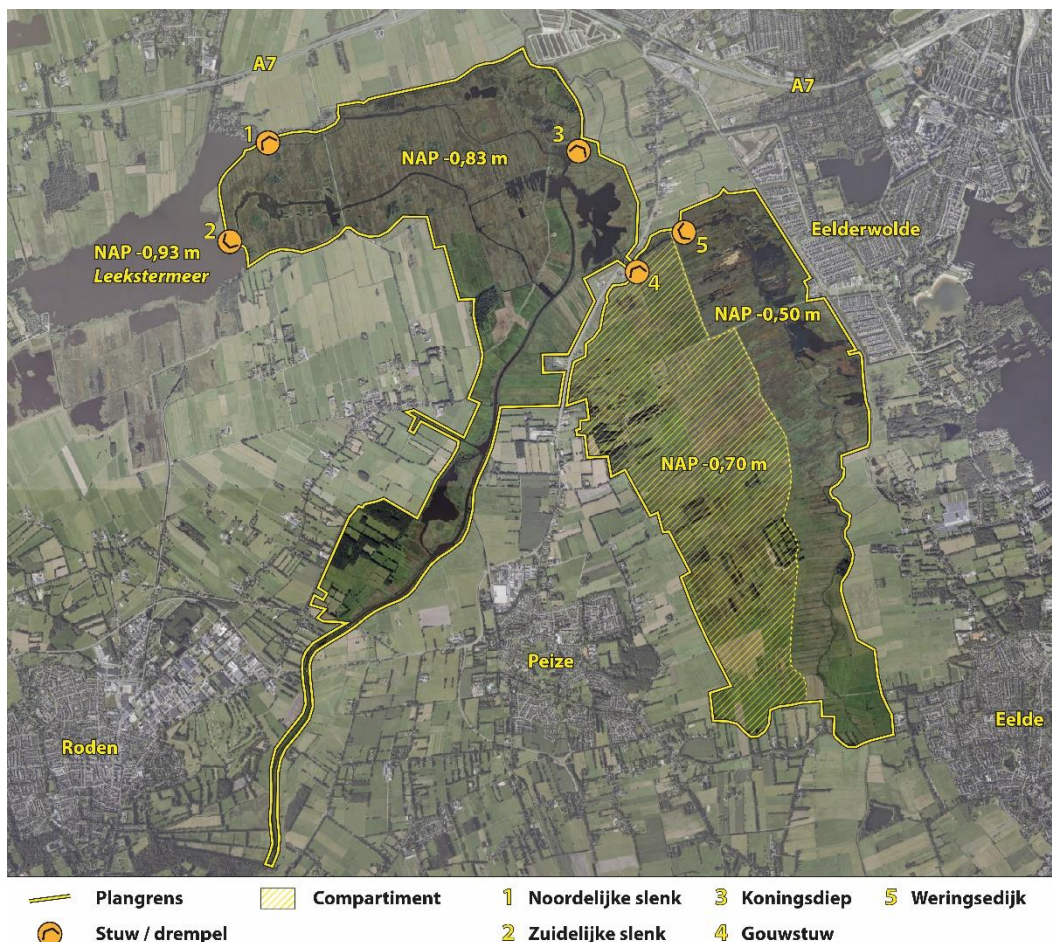 A7
A7
1
3
NAP -0,83 m
2
NAP -0,93 m
Leekstermeer
5
Eelderwolde
4
NAP -0,50 m
NAP -0,70 m
Peize
Roden
Eelde
Plangrens
Compartiment
1 Noordelijke slenk
3 Koningsdiep
5 Weringsedijk
Stuw / drempel
2 Zuidelijke slenk
4 Gouwstuw